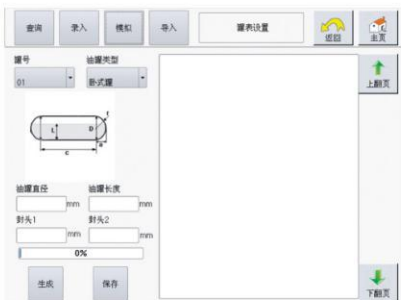 查询 录入 模拟 导入 罐表设置 返回 主页
罐号 油罐类型
01 卧式罐
上翻页
L D r
a
c
油罐直径 油罐长度
mm mm
封头1 封头2
mm mm
0%
生成 保存 下翻页